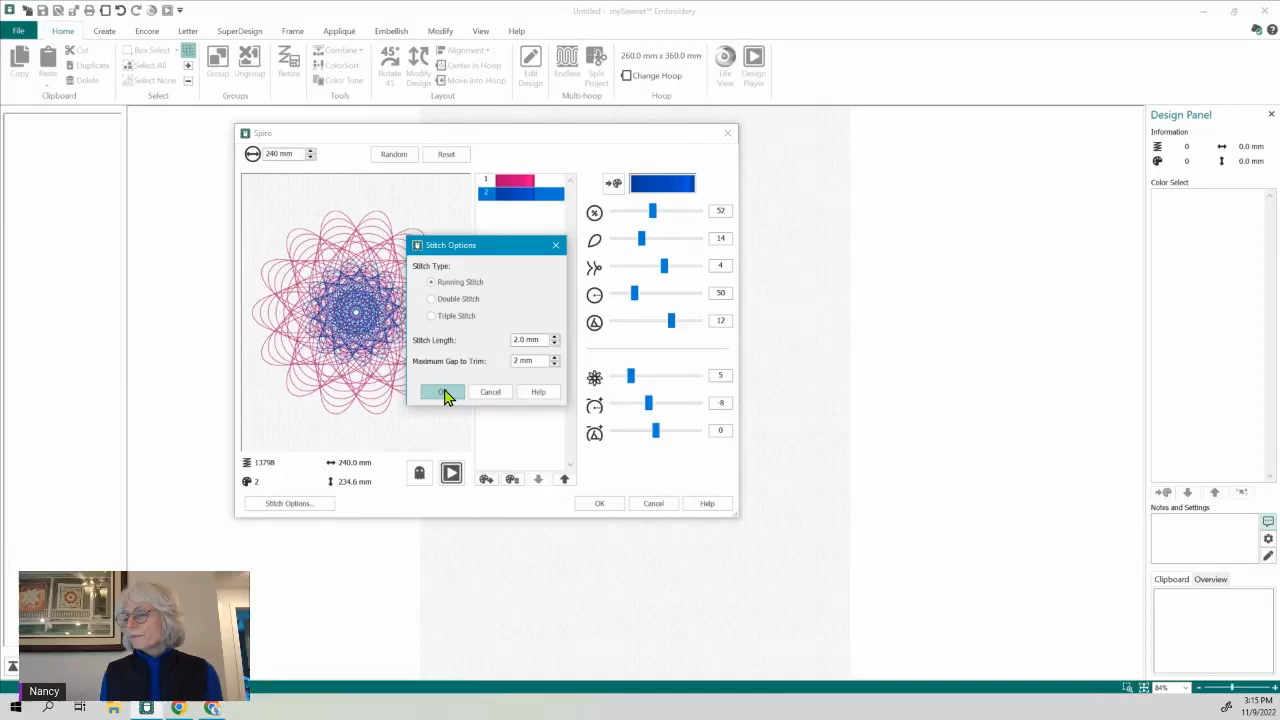 Untitled - mySewnet™ Embroidery
File Home Create Encore Letter SuperDesign Frame Appliqué Embellish Modify View Help
Copy Paste Cut Duplicate Delete Clipboard
Box Select Select All Select None Select
Group Ungroup Groups
Resize
Combine ColorSort Color Tone Tools
Rotate 45 Modify Design Alignment Center in Hoop Move into Hoop Layout
Edit Design
Endless Split Project Multi-hoop
260.0 mm x 360.0 mm Change Hoop Hoop
Life View Design Player
Spiro
240 mm Random Reset
1
2
52
14
4
50
12
5
-8
0
Stitch Options
Stitch Type:
Running Stitch
Double Stitch
Triple Stitch
Stitch Length: 2.0 mm
Maximum Gap to Trim: 2 mm
Cancel Help
13798 240.0 mm
2 234.6 mm
Stitch Options... OK Cancel Help
Design Panel
Information
0 0.0 mm
0 0.0 mm
Color Select
Notes and Settings
Clipboard Overview
Nancy
84%
3:15 PM
11/9/2022